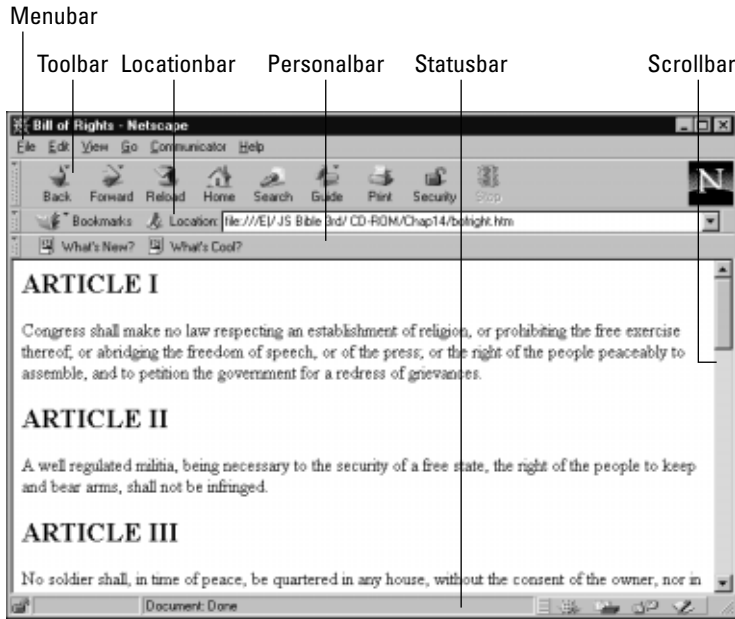 Menubar
Toolbar Locationbar Personalbar Statusbar Scrollbar
Bill of Rights - Netscape
File Edit View Go Communicator Help
Back Forward Reload Home Search Guide Print Security Stop
N
Bookmarks Location: file:///E|/JS Bible 3rd/CD-ROM/Chap14/bofright.htm
What's New? What's Cool?
ARTICLE I
Congress shall make no law respecting an establishment of religion, or prohibiting the free exercise
thereof; or abridging the freedom of speech, or of the press; or the right of the people peaceably to
assemble, and to petition the government for a redress of grievances.
ARTICLE II
A well regulated militia, being necessary to the security of a free state, the right of the people to keep
and bear arms, shall not be infringed.
ARTICLE III
No soldier shall, in time of peace, be quartered in any house, without the consent of the owner, nor in
Document: Done